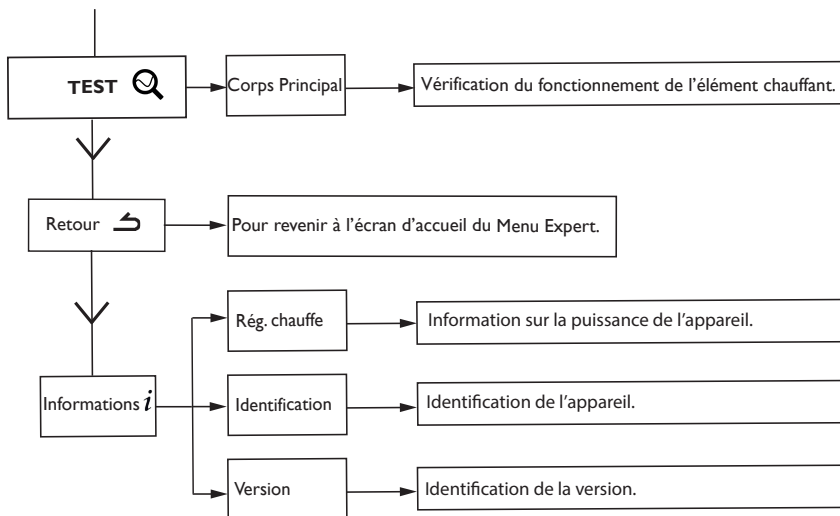 TEST
Corps Principal
Vérification du fonctionnement de l'élément chauffant.
Retour
Pour revenir à l'écran d'accueil du Menu Expert.
Rég. chauffe
Information sur la puissance de l'appareil.
Informations i
Identification
Identification de l'appareil.
Version
Identification de la version.